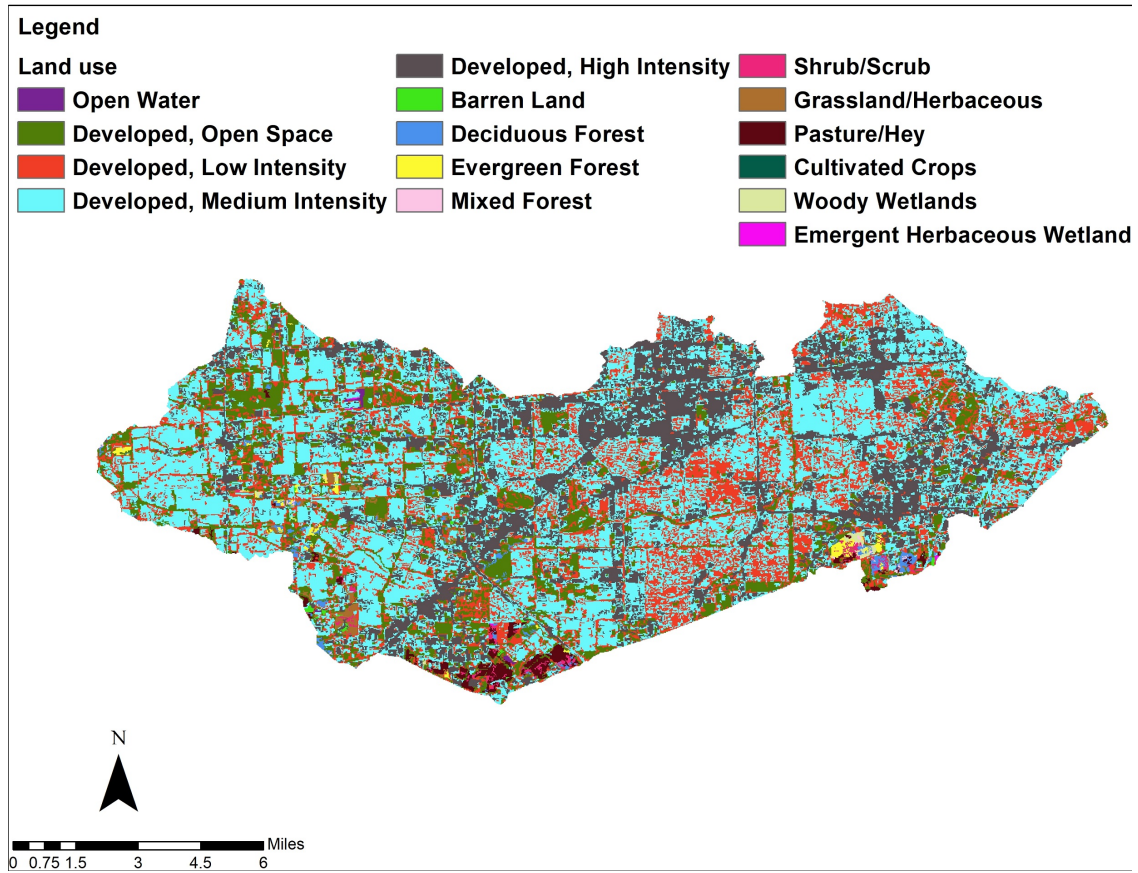 Legend
Land use
Open Water
Developed, Open Space
Developed, Low Intensity
Developed, Medium Intensity
Developed, High Intensity
Barren Land
Deciduous Forest
Evergreen Forest
Mixed Forest
Shrub/Scrub
Grassland/Herbaceous
Pasture/Hey
Cultivated Crops
Woody Wetlands
Emergent Herbaceous Wetland
N
Miles
0 0.75 1.5 3 4.5 6